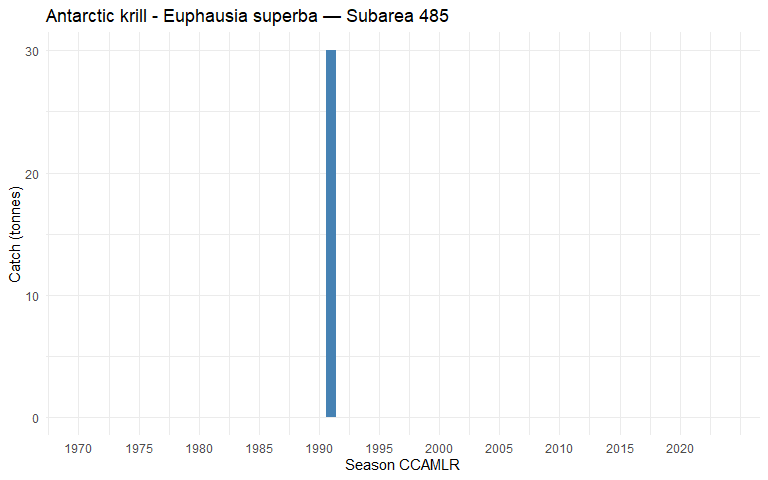 Antarctic krill - Euphausia superba — Subarea 485
30
20
10
0
Catch (tonnes)
1970 1975 1980 1985 1990 1995 2000 2005 2010 2015 2020
Season CCAMLR